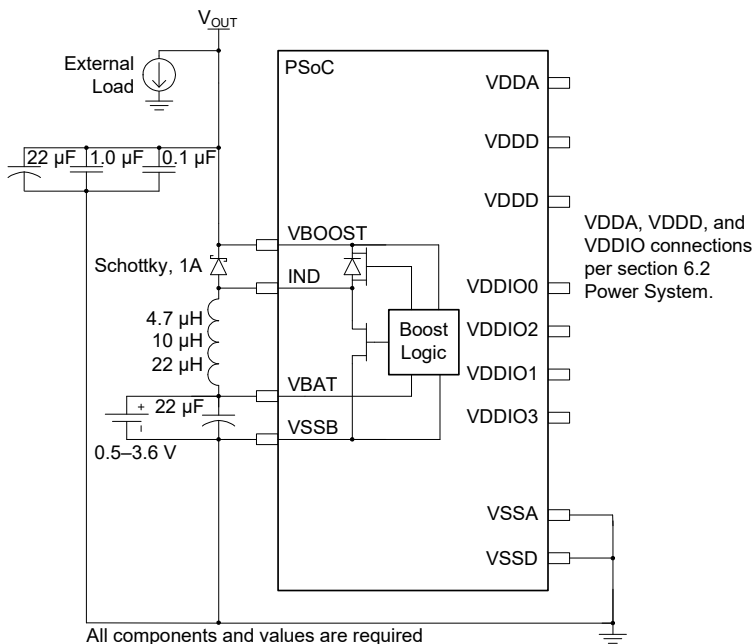 VOUT
External
Load
PSoC
VDDA
VDDD
VDDD
22 µF 1.0 µF 0.1 µF
VDDA, VDDD, and
VDDIO connections
per section 6.2
Power System.
VBOOST
Schottky, 1A
IND
VDDIO0
4.7 µH
10 µH
22 µH
Boost
Logic
VDDIO2
VDDIO1
VBAT
22 µF
+
-
VSSB
VDDIO3
0.5–3.6 V
VSSA
VSSD
All components and values are required